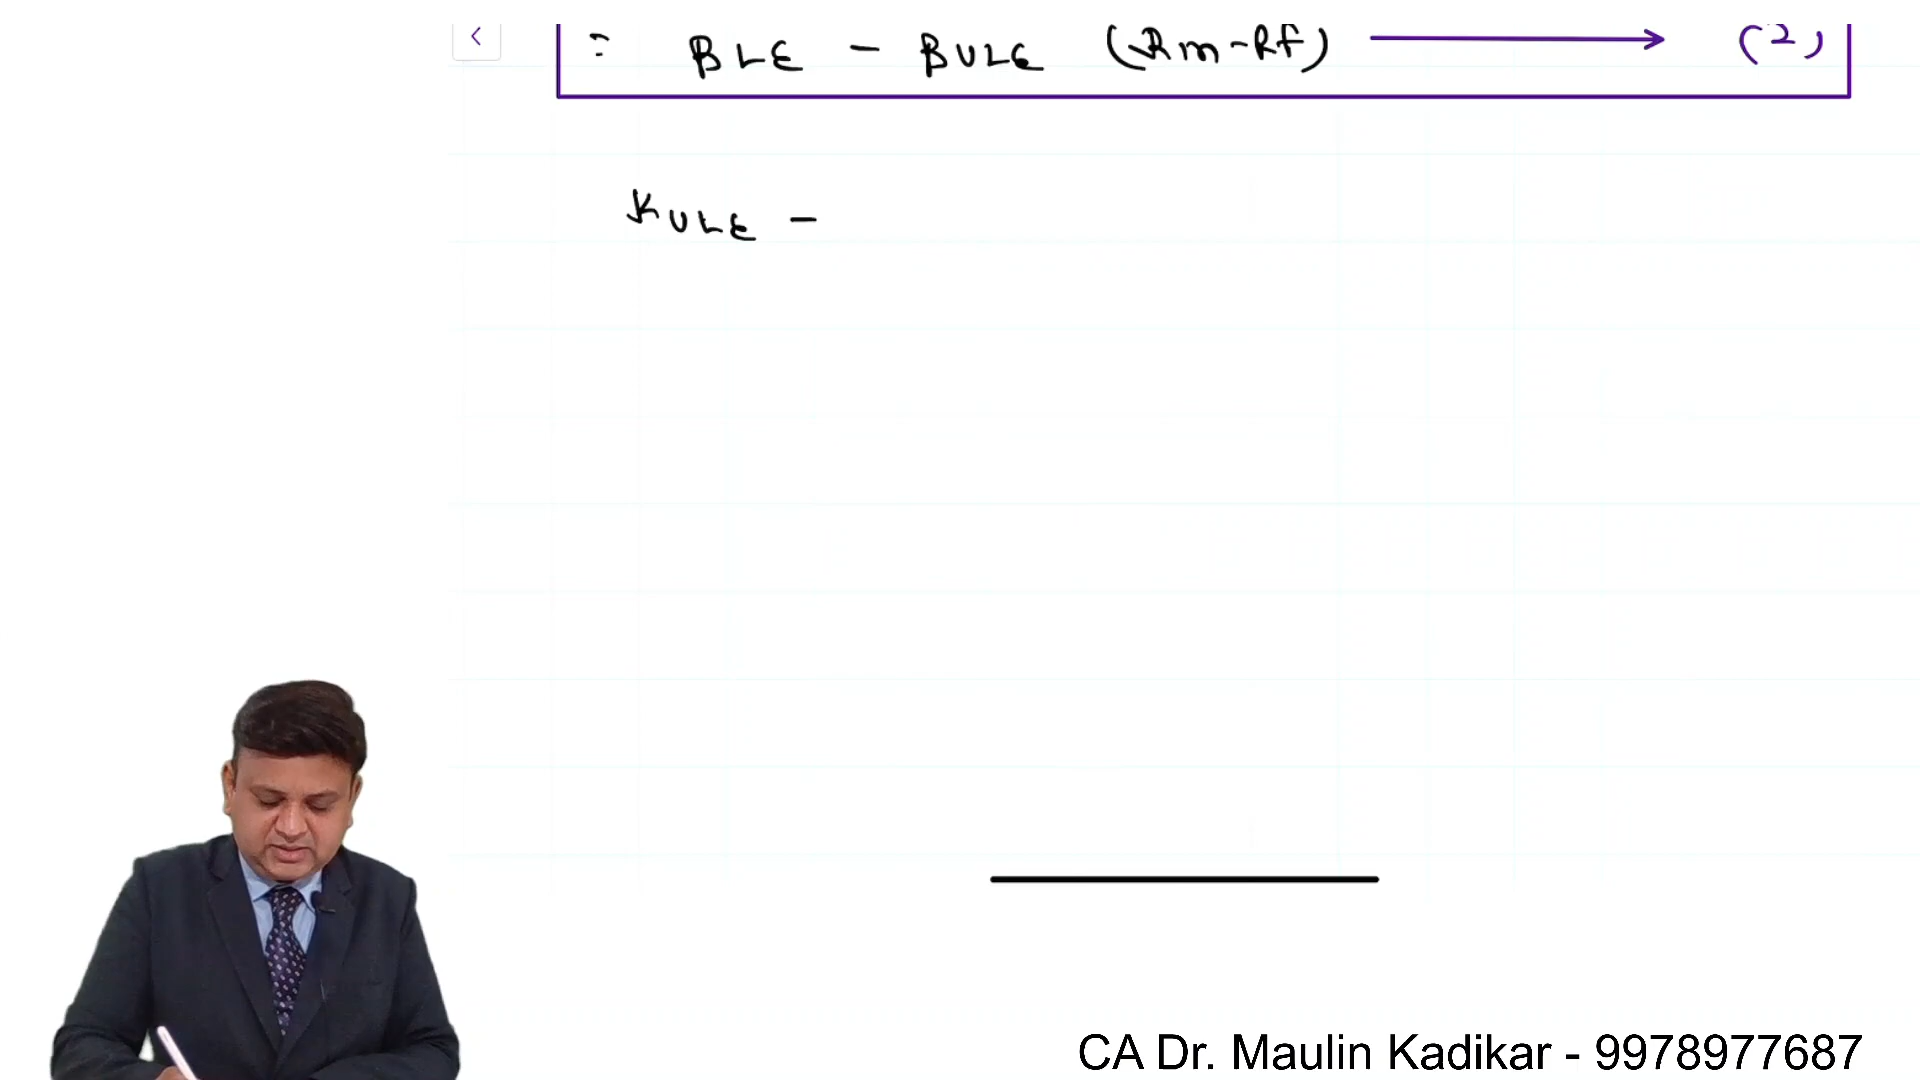 = BLE - BULE (Rm-Rf) → (2)
KULE -
CA Dr. Maulin Kadikar - 9978977687